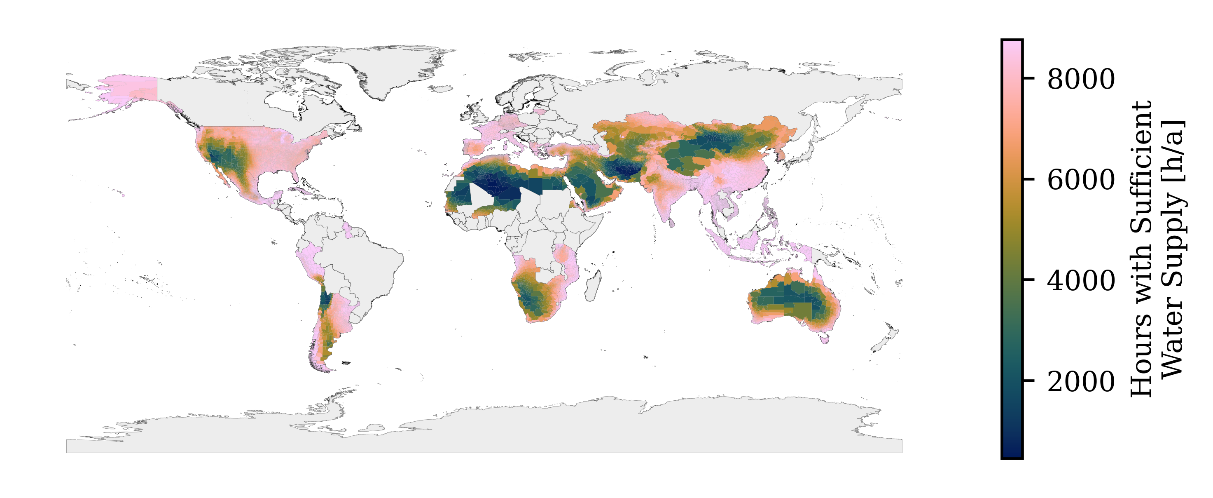 8000
6000
4000
2000
Hours with Sufficient
Water Supply [h/a]